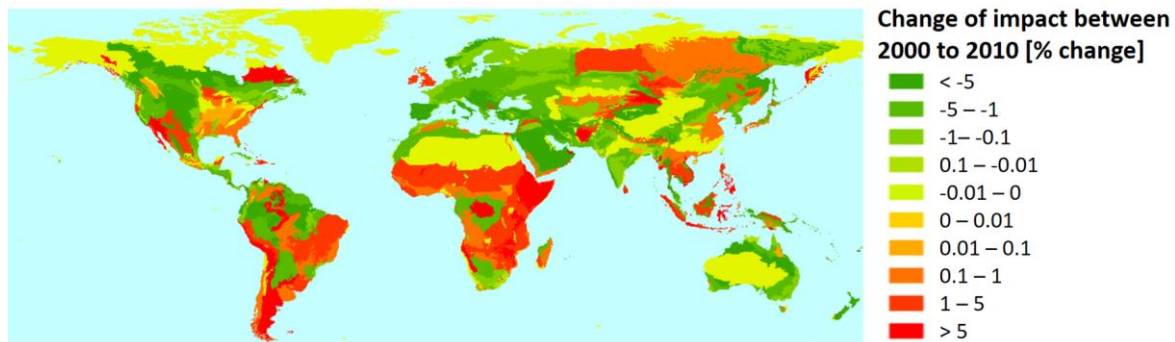 Change of impact between
2000 to 2010 [% change]
< -5
-5 – -1
-1– -0.1
0.1 – -0.01
-0.01 – 0
0 – 0.01
0.01 – 0.1
0.1 – 1
1 – 5
> 5